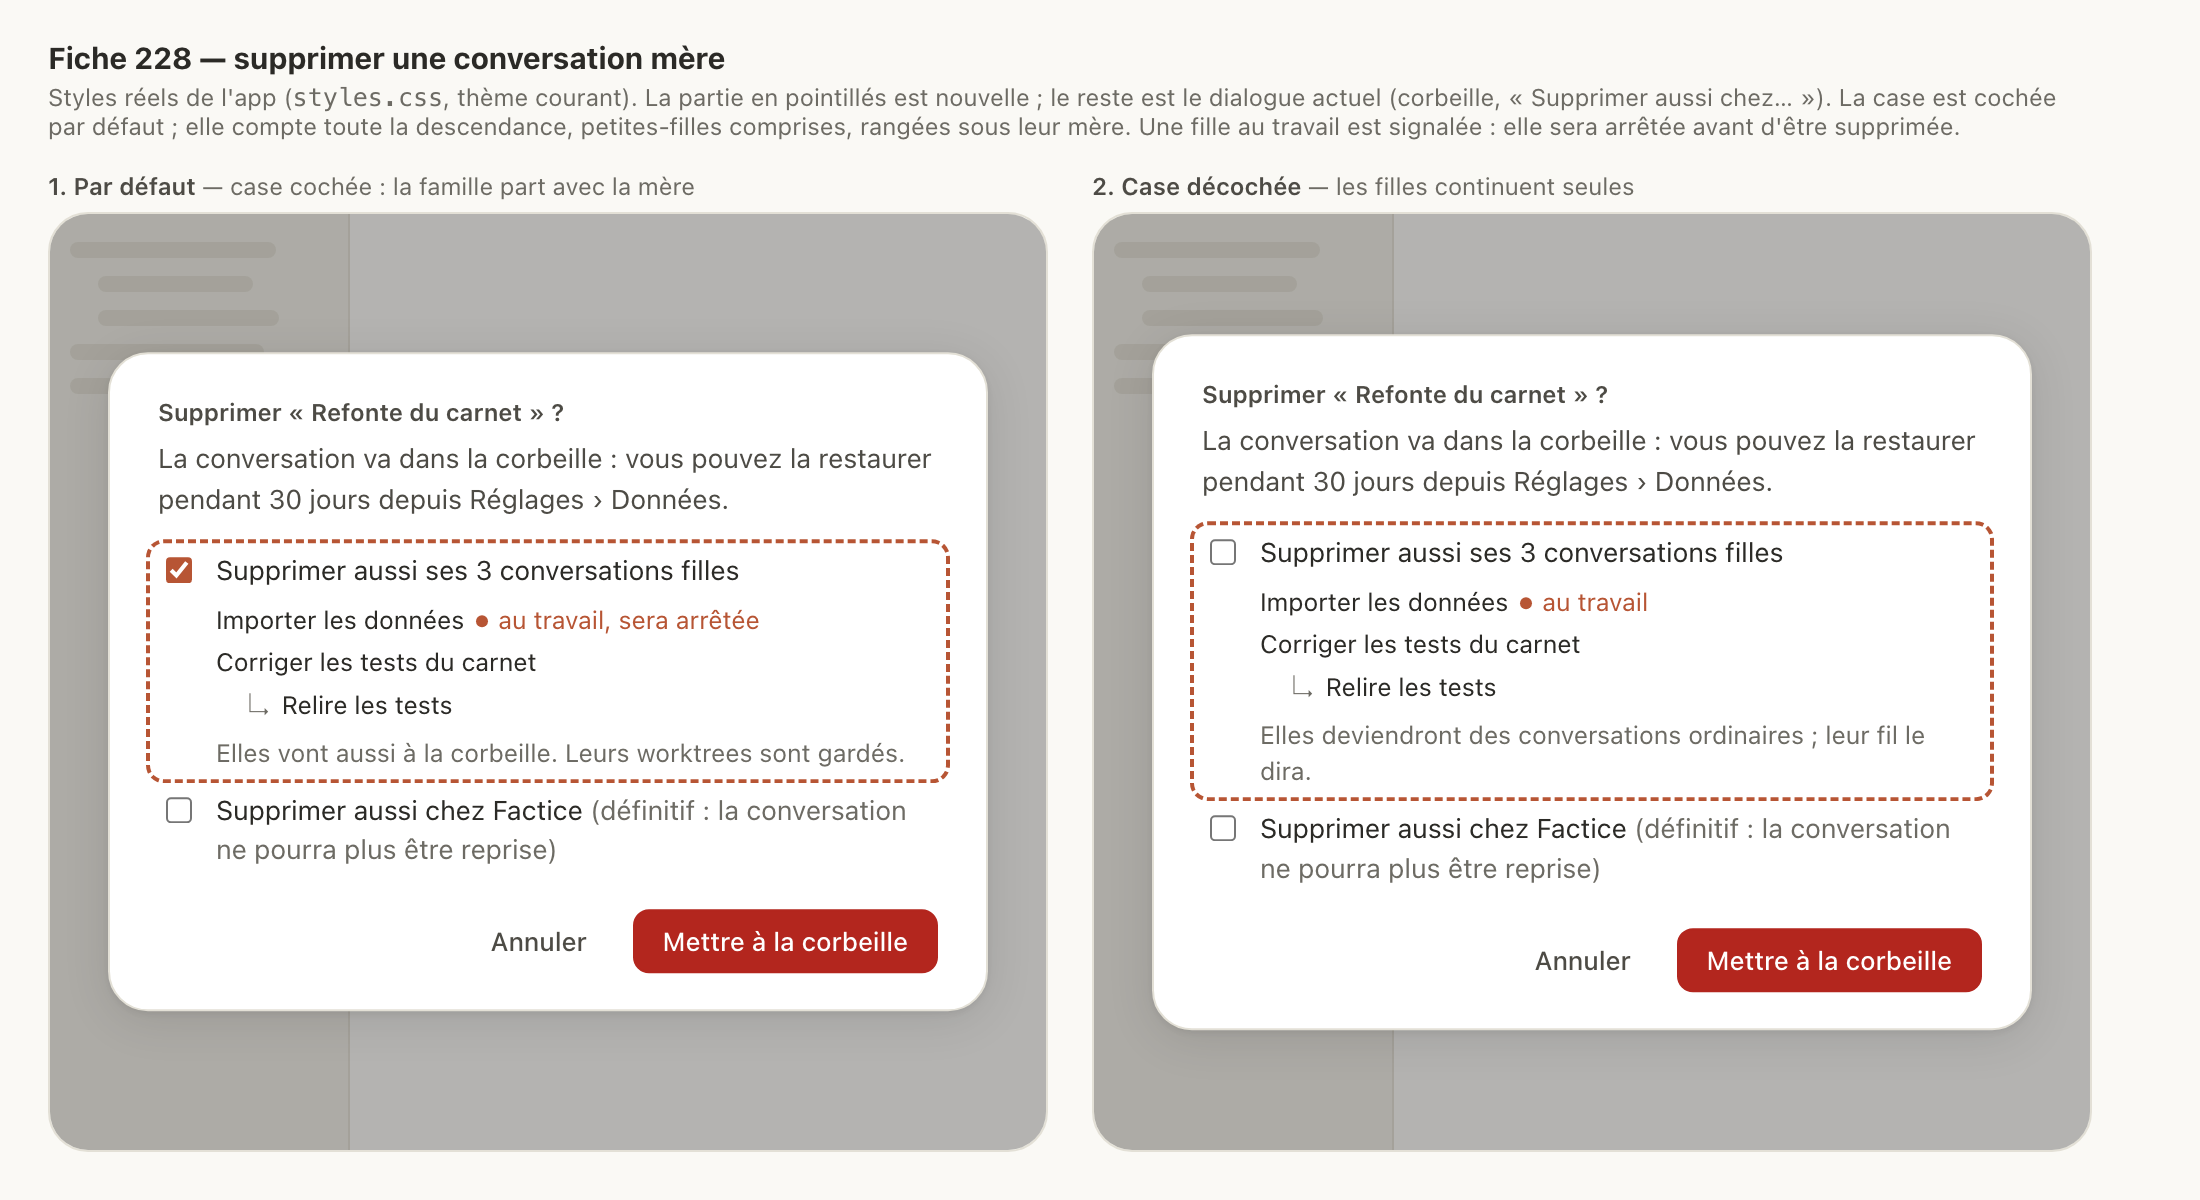 Fiche 228 — supprimer une conversation mère
Styles réels de l'app (styles.css, thème courant). La partie en pointillés est nouvelle ; le reste est le dialogue actuel (corbeille, « Supprimer aussi chez… »). La case est cochée
par défaut ; elle compte toute la descendance, petites-filles comprises, rangées sous leur mère. Une fille au travail est signalée : elle sera arrêtée avant d'être supprimée.
1. Par défaut — case cochée : la famille part avec la mère
Supprimer « Refonte du carnet » ?
La conversation va dans la corbeille : vous pouvez la restaurer
pendant 30 jours depuis Réglages › Données.
Supprimer aussi ses 3 conversations filles
Importer les données ● au travail, sera arrêtée
Corriger les tests du carnet
Relire les tests
Elles vont aussi à la corbeille. Leurs worktrees sont gardés.
Supprimer aussi chez Factice (définitif : la conversation
ne pourra plus être reprise)
Annuler
Mettre à la corbeille
2. Case décochée — les filles continuent seules
Supprimer « Refonte du carnet » ?
La conversation va dans la corbeille : vous pouvez la restaurer
pendant 30 jours depuis Réglages › Données.
Supprimer aussi ses 3 conversations filles
Importer les données ● au travail
Corriger les tests du carnet
Relire les tests
Elles deviendront des conversations ordinaires ; leur fil le
dira.
Supprimer aussi chez Factice (définitif : la conversation
ne pourra plus être reprise)
Annuler
Mettre à la corbeille